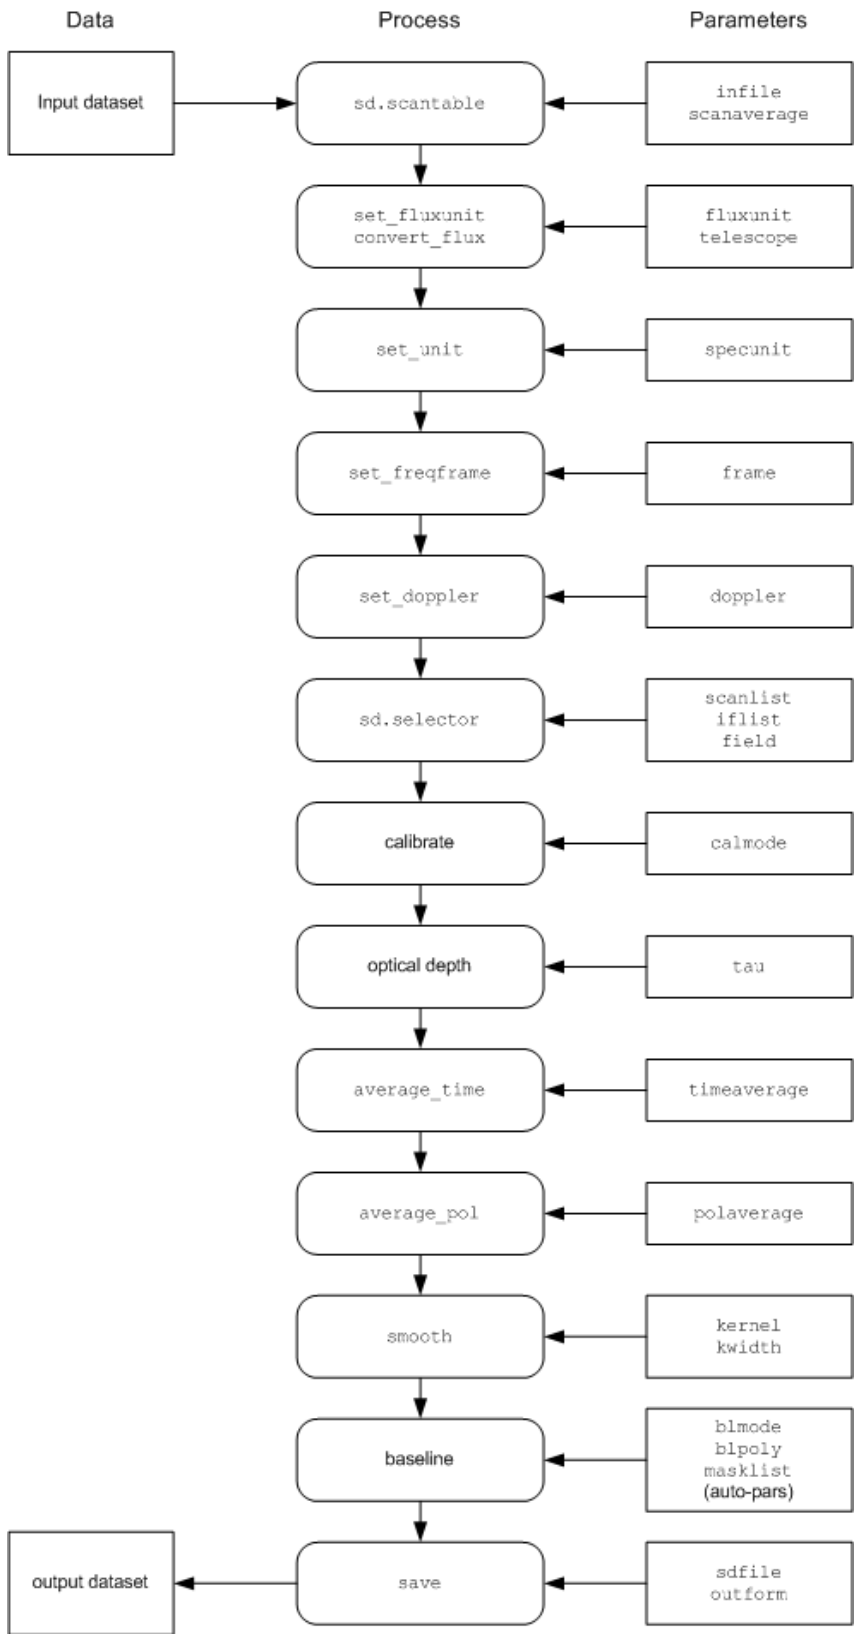 Data Process Parameters
Input dataset
sd.scantable
infile
scanaverage
set_fluxunit
convert_flux
fluxunit
telescope
set_unit
specunit
set_freqframe
frame
set_doppler
doppler
sd.selector
scanlist
iflist
field
calibrate
calmode
optical depth
tau
average_time
timeaverage
average_pol
polaverage
smooth
kernel
kwidth
baseline
blmode
blpoly
masklist
(auto-pars)
output dataset
save
sdfile
outform